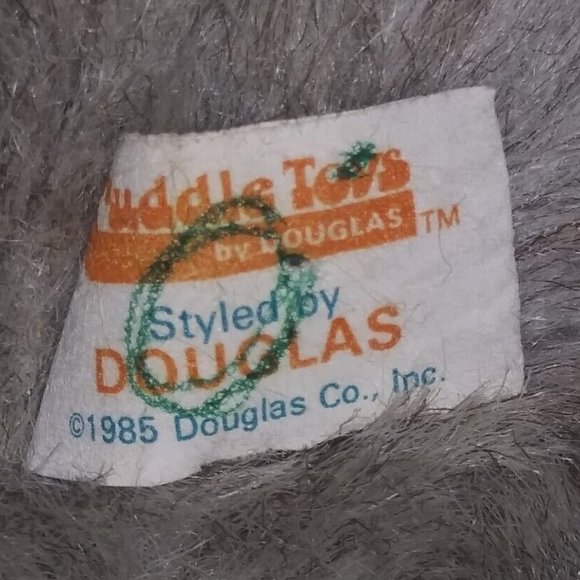 uddle Toys
by DOUGLAS TM
Styled by
DOUGLAS
©1985 Douglas Co., Inc.